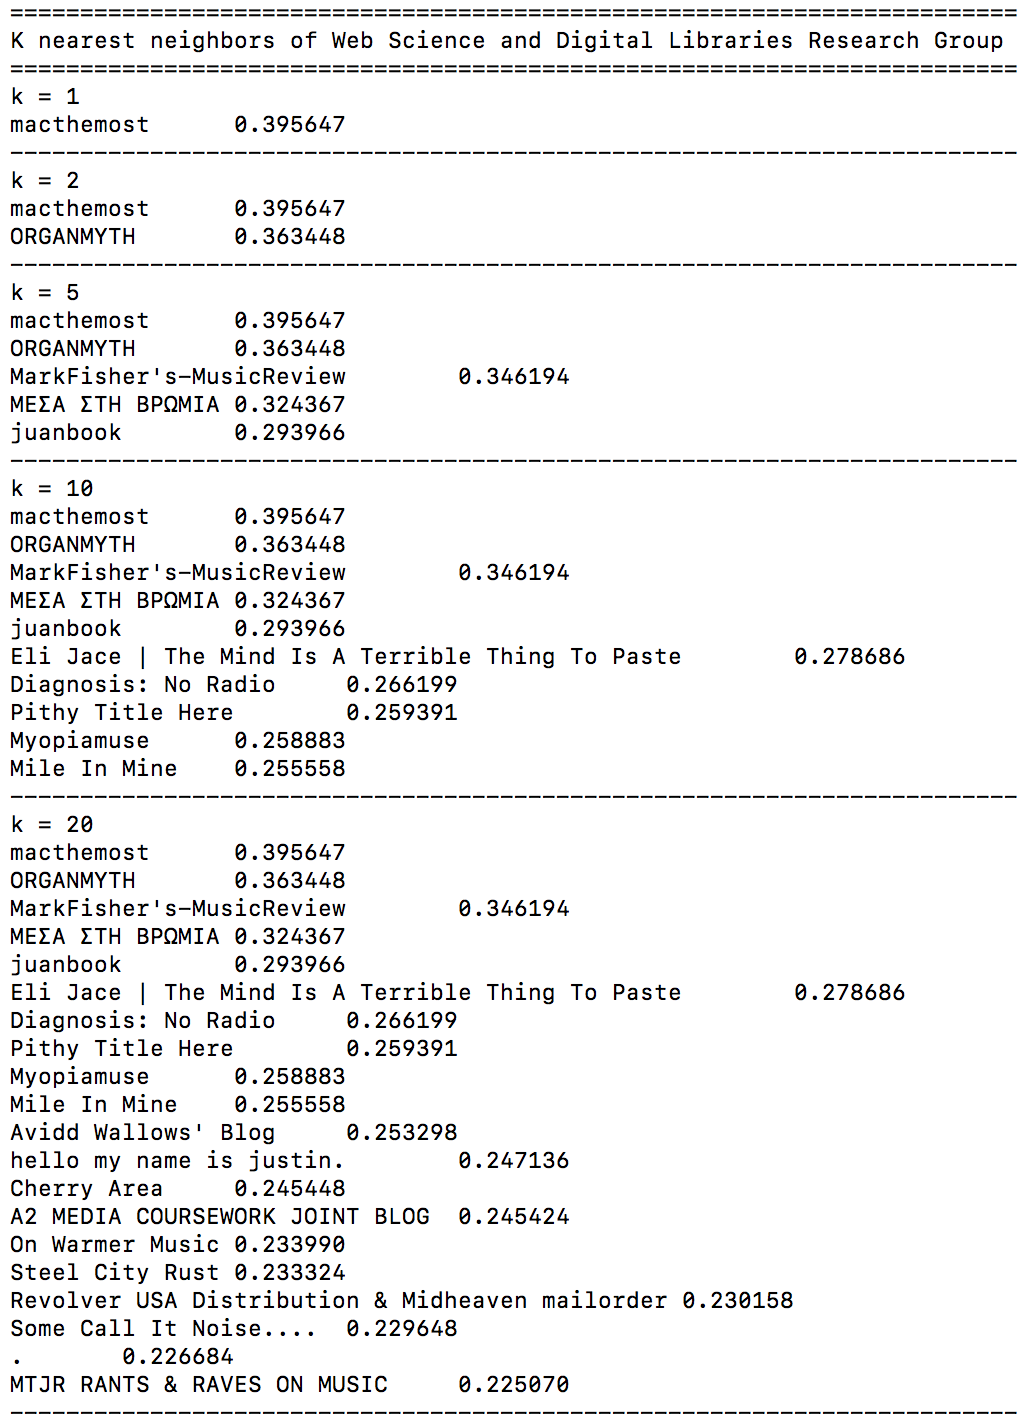 ========================================================================
K nearest neighbors of Web Science and Digital Libraries Research Group
========================================================================
k = 1
macthemost	0.395647
------------------------------------------------------------------------
k = 2
macthemost	0.395647
ORGANMYTH	0.363448
------------------------------------------------------------------------
k = 5
macthemost	0.395647
ORGANMYTH	0.363448
MarkFisher's-MusicReview	0.346194
ΜΕΣΑ ΣΤΗ ΒΡΩΜΙΑ	0.324367
juanbook	0.293966
------------------------------------------------------------------------
k = 10
macthemost	0.395647
ORGANMYTH	0.363448
MarkFisher's-MusicReview	0.346194
ΜΕΣΑ ΣΤΗ ΒΡΩΜΙΑ	0.324367
juanbook	0.293966
Eli Jace | The Mind Is A Terrible Thing To Paste	0.278686
Diagnosis: No Radio	0.266199
Pithy Title Here	0.259391
Myopiamuse	0.258883
Mile In Mine	0.255558
------------------------------------------------------------------------
k = 20
macthemost	0.395647
ORGANMYTH	0.363448
MarkFisher's-MusicReview	0.346194
ΜΕΣΑ ΣΤΗ ΒΡΩΜΙΑ	0.324367
juanbook	0.293966
Eli Jace | The Mind Is A Terrible Thing To Paste	0.278686
Diagnosis: No Radio	0.266199
Pithy Title Here	0.259391
Myopiamuse	0.258883
Mile In Mine	0.255558
Avidd Wallows' Blog	0.253298
hello my name is justin.	0.247136
Cherry Area	0.245448
A2 MEDIA COURSEWORK JOINT BLOG	0.245424
On Warmer Music	0.233990
Steel City Rust	0.233324
Revolver USA Distribution & Midheaven mailorder	0.230158
Some Call It Noise....	0.229648
.	0.226684
MTJR RANTS & RAVES ON MUSIC	0.225070
------------------------------------------------------------------------